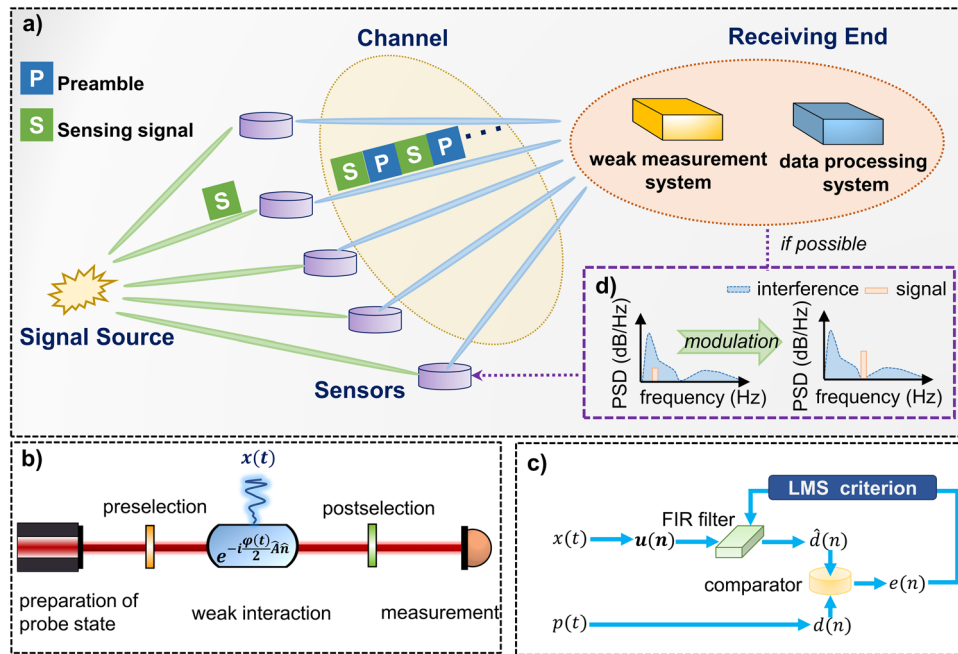 a)
Channel
Receiving End
P Preamble
S Sensing signal
S P S P
S
weak measurement
system
data processing
system
if possible
Signal Source
Sensors
d)
interference signal
PSD (dB/Hz)
modulation
frequency (Hz)
PSD (dB/Hz)
frequency (Hz)
b)
x(t)
preselection
postselection
e^{-i\frac{φ(t)}{2}Ân̂}
preparation of
probe state
weak interaction
measurement
c)
LMS criterion
FIR filter
x(t)
u(n)
d̂(n)
comparator
e(n)
p(t)
d(n)